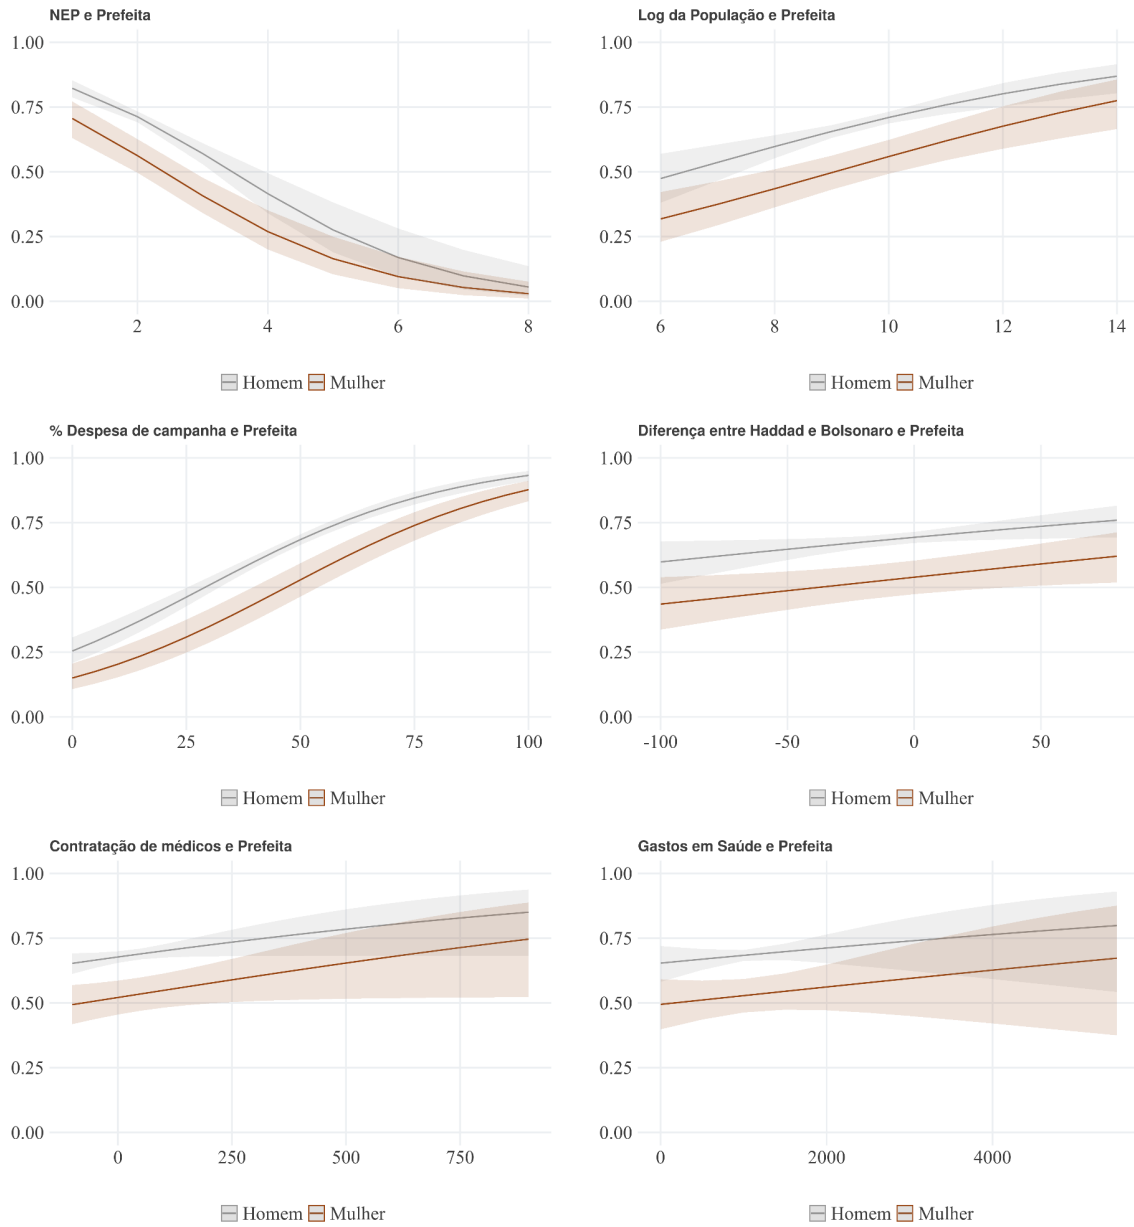 NEP e Prefeita
1.00
0.75
0.50
0.25
0.00
2 4 6 8
Homem Mulher
Log da População e Prefeita
1.00
0.75
0.50
0.25
0.00
6 8 10 12 14
Homem Mulher
% Despesa de campanha e Prefeita
1.00
0.75
0.50
0.25
0.00
0 25 50 75 100
Homem Mulher
Diferença entre Haddad e Bolsonaro e Prefeita
1.00
0.75
0.50
0.25
0.00
-100 -50 0 50
Homem Mulher
Contratação de médicos e Prefeita
1.00
0.75
0.50
0.25
0.00
0 250 500 750
Homem Mulher
Gastos em Saúde e Prefeita
1.00
0.75
0.50
0.25
0.00
0 2000 4000
Homem Mulher